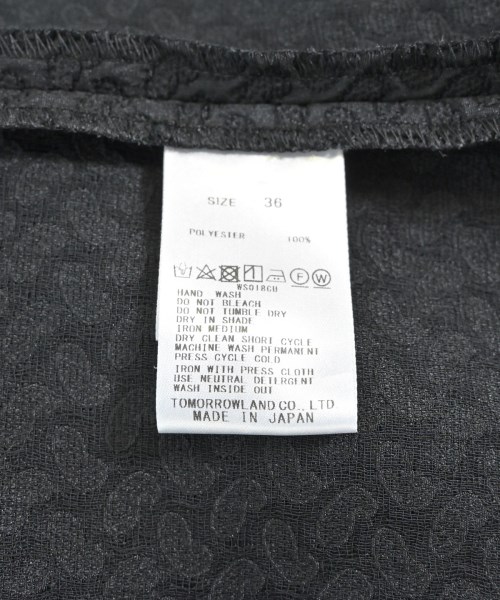 SIZE 36
POLYESTER 100%
F W
WS018CU
HAND WASH
DO NOT BLEACH
DO NOT TUMBLE DRY
DRY IN SHADE
IRON MEDIUM
DRY CLEAN SHORT CYCLE
MACHINE WASH PERMANENT
PRESS CYCLE COLD
IRON WITH PRESS CLOTH
USE NEUTRAL DETERGENT
WASH INSIDE OUT
TOMORROWLAND CO., LTD
MADE IN JAPAN